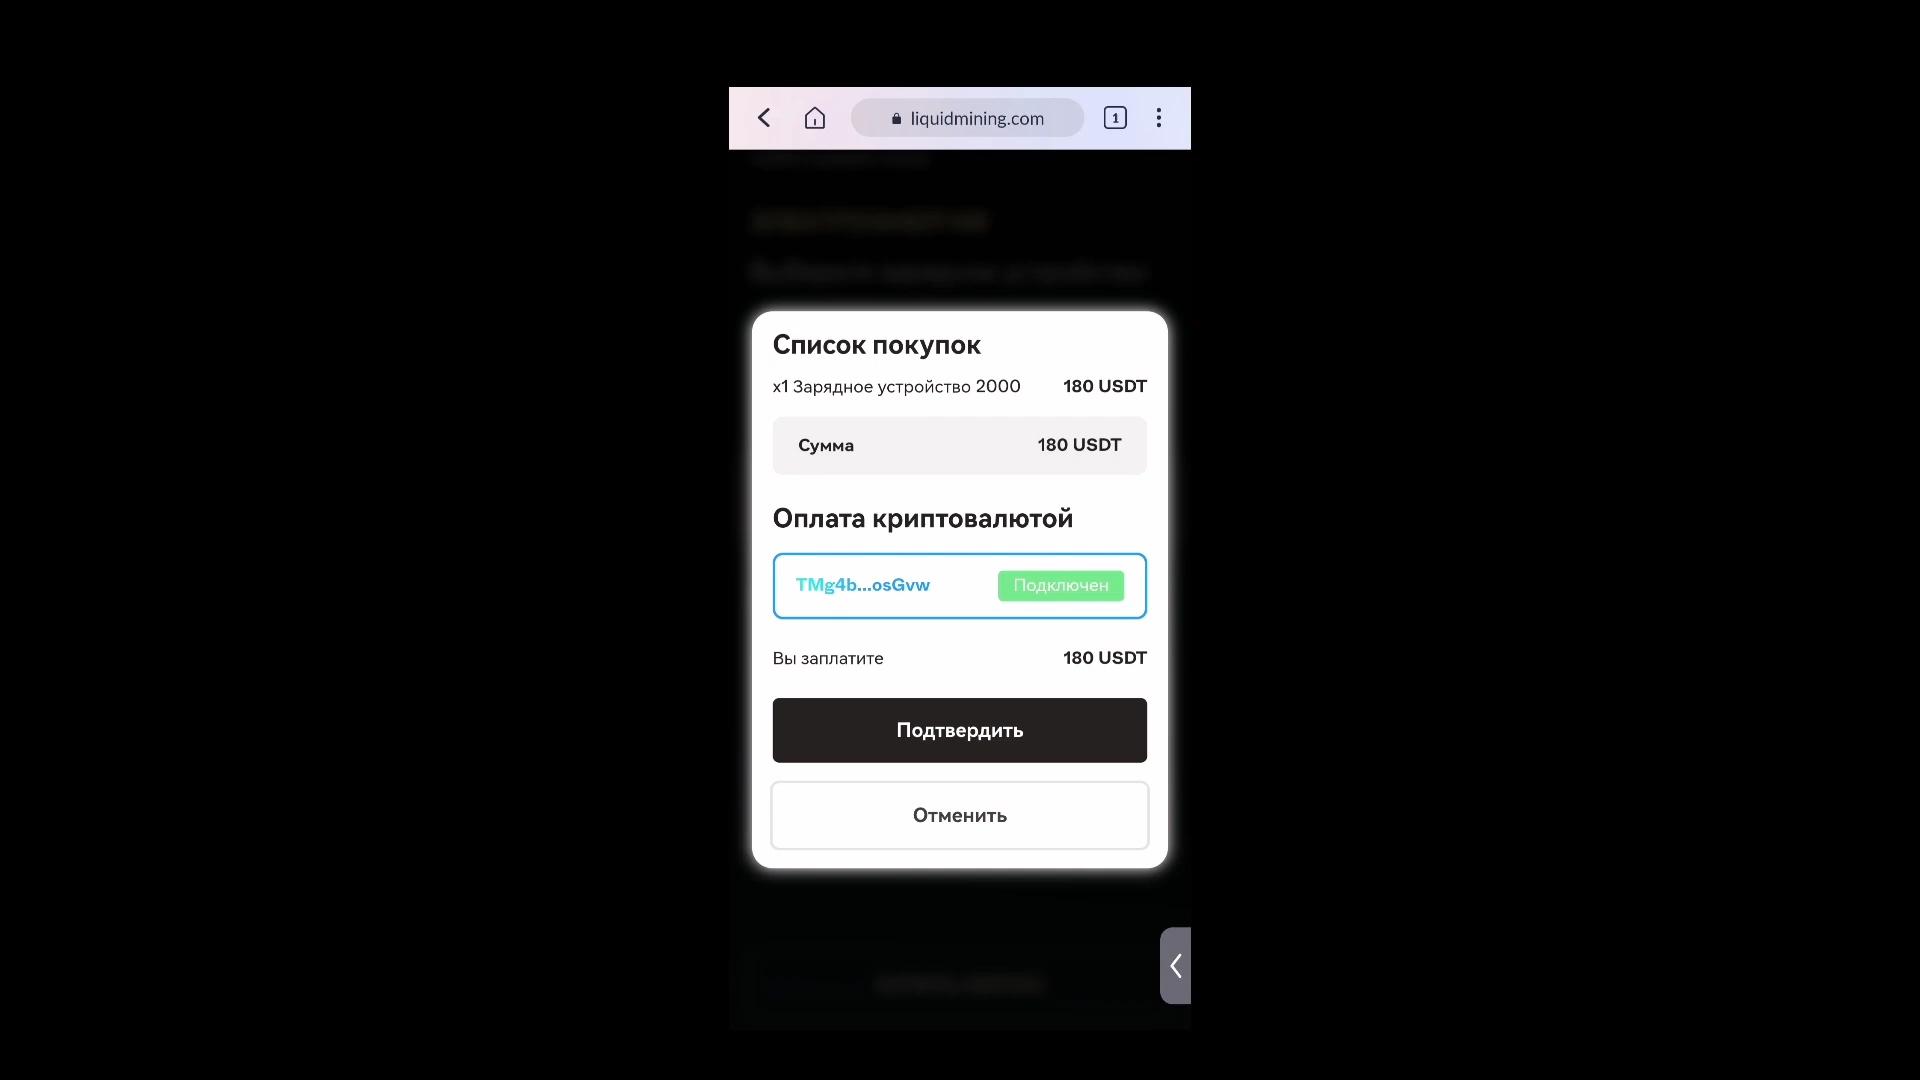 liquidmining.com
1
Список покупок
x1 Зарядное устройство 2000 180 USDT
Сумма 180 USDT
Оплата криптовалютой
TMg4b...osGvw Подключен
Вы заплатите 180 USDT
Подтвердить
Отменить